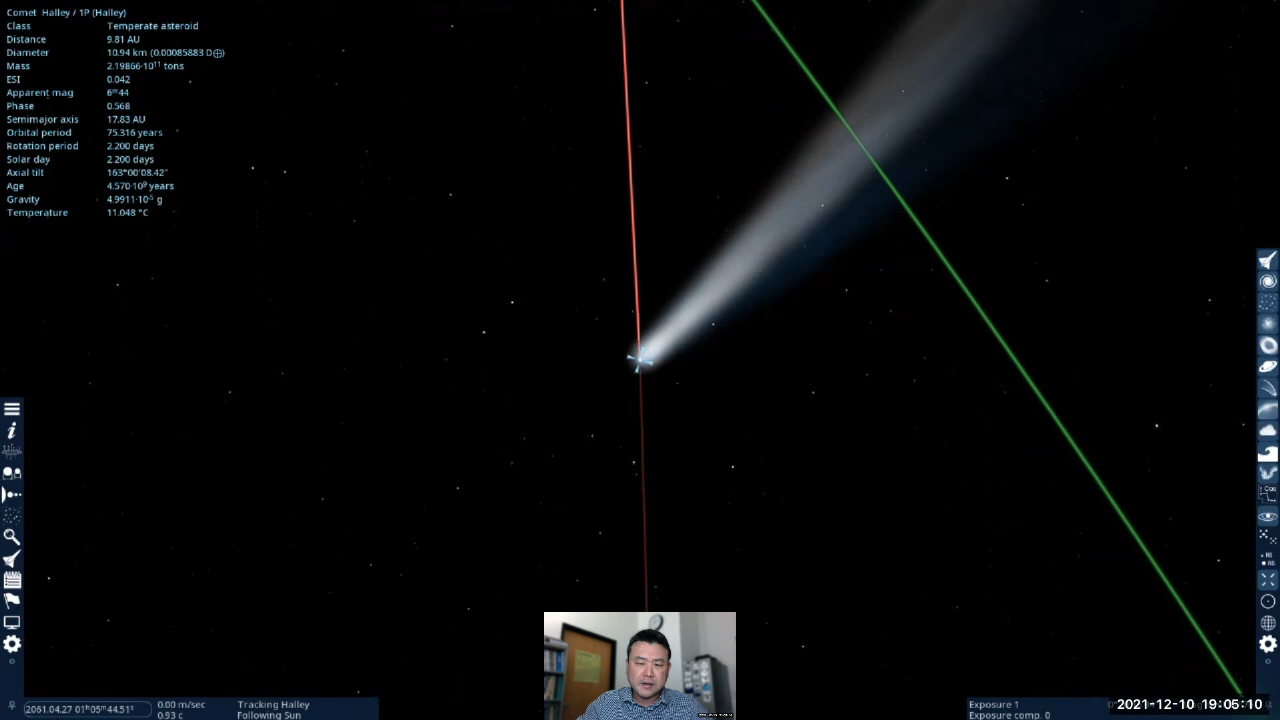 Comet Halley / 1P (Halley)
Class Temperate asteroid
Distance 9.81 AU
Diameter 10.94 km (0.00085883 D⊕)
Mass 2.19866·10¹¹ tons
ESI 0.042
Apparent mag 6ᵐ44
Phase 0.568
Semimajor axis 17.83 AU
Orbital period 75.316 years
Rotation period 2.200 days
Solar day 2.200 days
Axial tilt 163°00'08.42"
Age 4.570·10⁹ years
Gravity 4.9911·10⁻⁵ g
Temperature 11.048 °C
2061.04.27 01ʰ05ᵐ44.51ˢ
0.00 m/sec
0.93 c
Tracking Halley
Following Sun
Exposure 1
Exposure comp. 0
2021-12-10 19:05:10